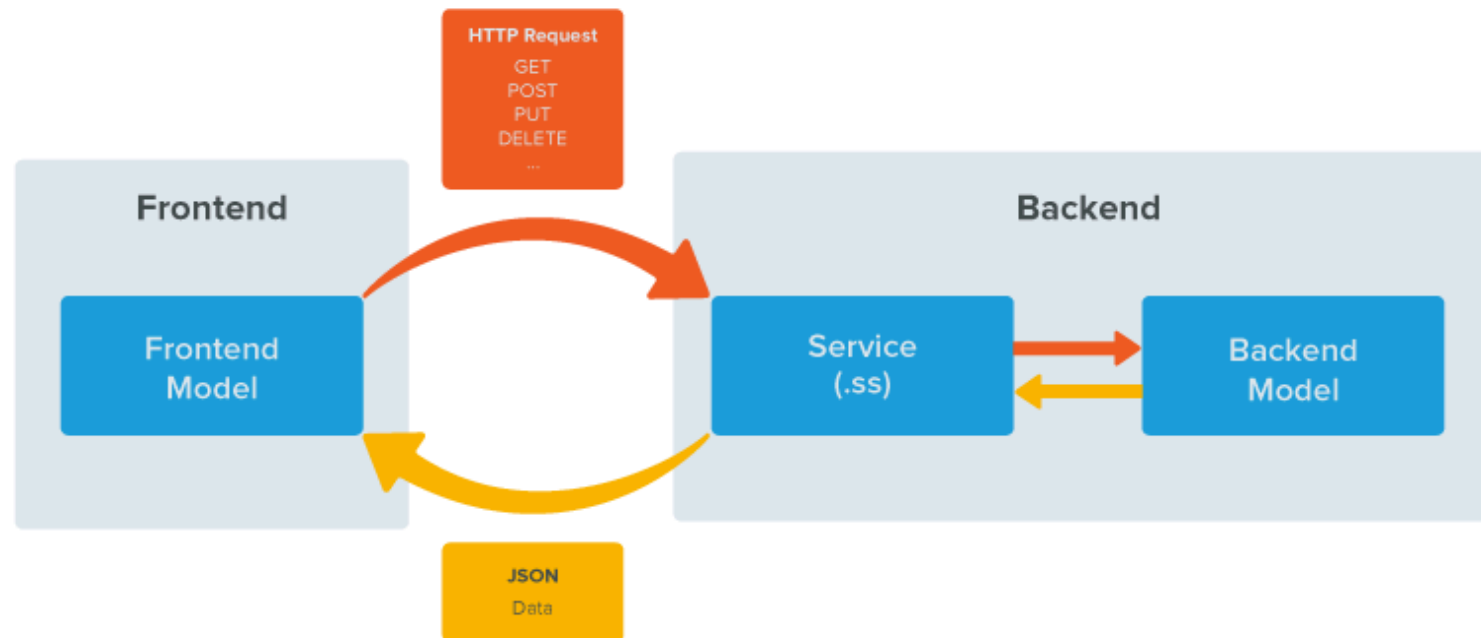 HTTP Request
GET
POST
PUT
DELETE
...
Frontend
Backend
Frontend
Model
Service
(.ss)
Backend
Model
JSON
Data